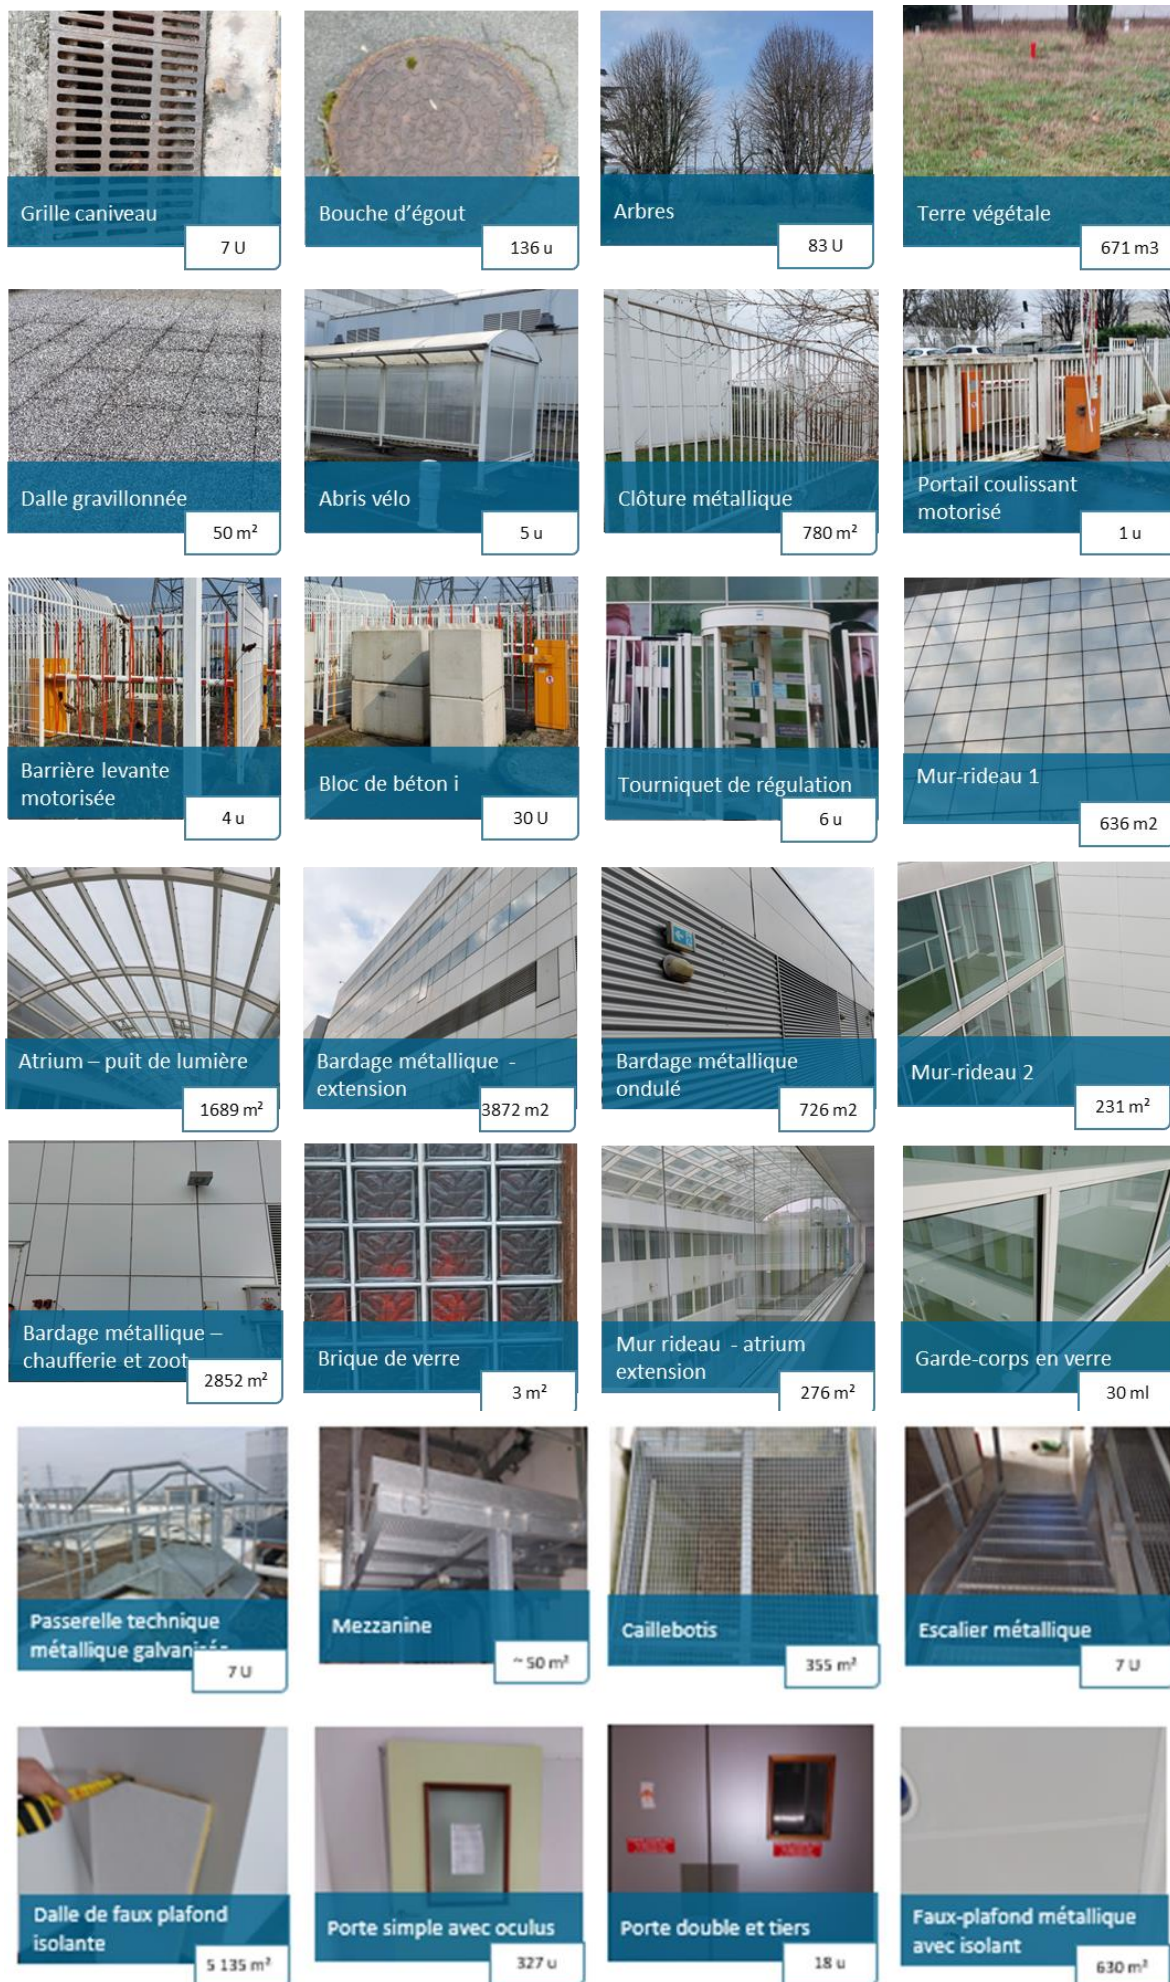 Grille caniveau
7 U
Bouche d'égout
136 u
Arbres
83 U
Terre végétale
671 m3
Dalle gravillonnée
50 m²
Abris vélo
5 u
Clôture métallique
780 m²
Portail coulissant
motorisé
1 u
Barrière levante
motorisée
4 u
Bloc de béton i
30 U
Tourniquet de régulation
6 u
Mur-rideau 1
636 m2
Atrium – puit de lumière
1689 m²
Bardage métallique -
extension
3872 m2
Bardage métallique
ondulé
726 m2
Mur-rideau 2
231 m²
Bardage métallique –
chaufferie et zoot
2852 m²
Brique de verre
3 m²
Mur rideau - atrium
extension
276 m²
Garde-corps en verre
30 ml
Passerelle technique
métallique galvanisée
7 U
Mezzanine
~ 50 m²
Caillebotis
355 m²
Escalier métallique
7 U
Dalle de faux plafond
isolante
5 135 m²
Porte simple avec oculus
327 u
Porte double et tiers
18 u
Faux-plafond métallique
avec isolant
630 m²